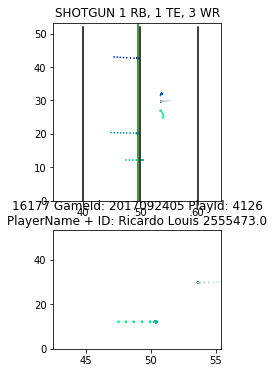 SHOTGUN 1 RB, 1 TE, 3 WR
50
40
30
20
10
0
40 50 60
16177 GameId: 2017092405 PlayId: 4126
PlayerName + ID: Ricardo Louis 2555473.0
40
20
0
45 50 55